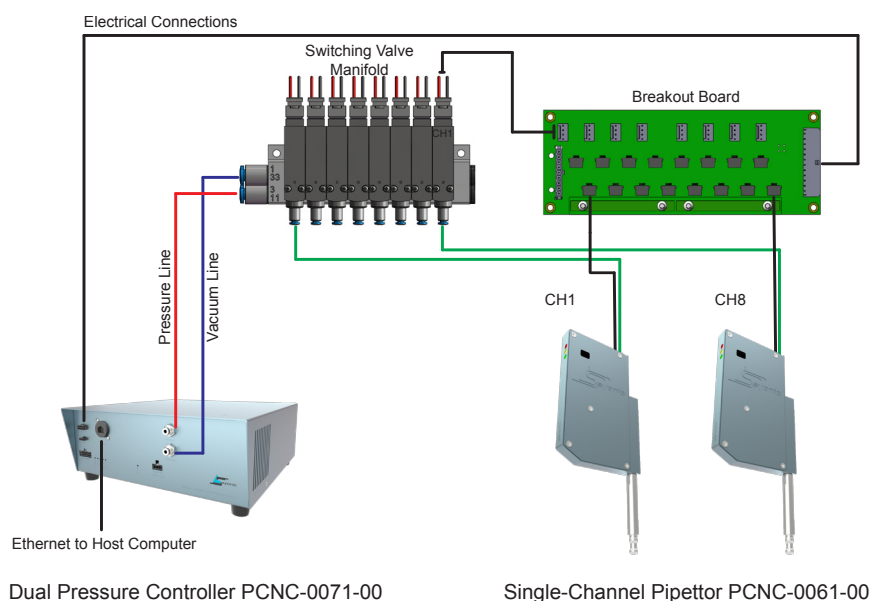 Electrical Connections
Switching Valve
Manifold
Breakout Board
CH1
1
33
3
11
Pressure Line
Vacuum Line
CH1
CH8
Ethernet to Host Computer
Dual Pressure Controller PCNC-0071-00
Single-Channel Pipettor PCNC-0061-00